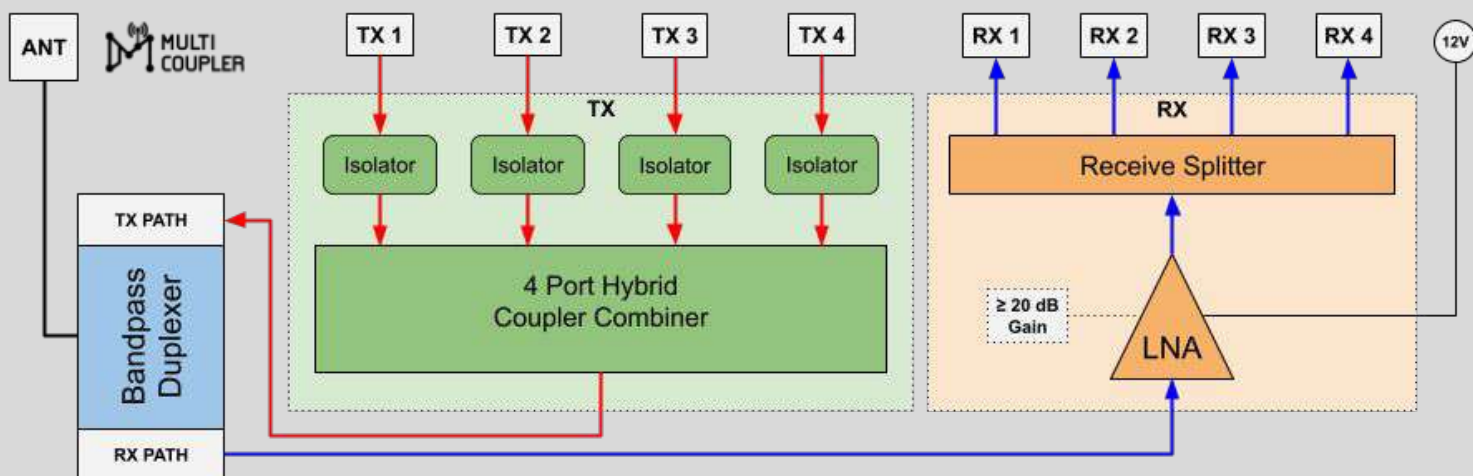 ANT
MULTI
COUPLER
TX 1
TX 2
TX 3
TX 4
RX 1
RX 2
RX 3
RX 4
12V
TX
RX
Isolator
Isolator
Isolator
Isolator
Receive Splitter
TX PATH
Bandpass
Duplexer
RX PATH
4 Port Hybrid
Coupler Combiner
≥ 20 dB
Gain
LNA